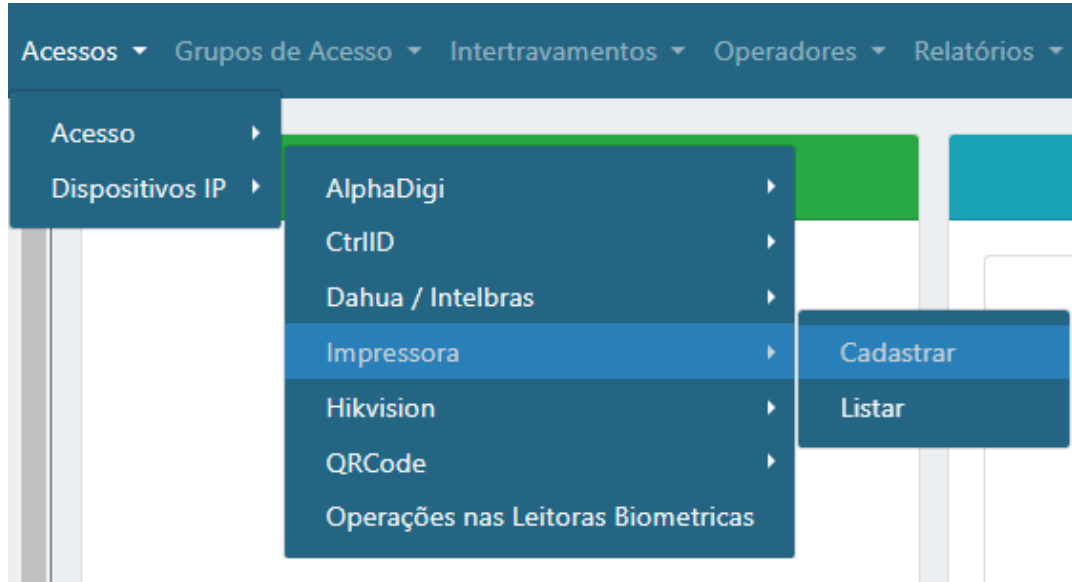 Acessos Grupos de Acesso Intertravamentos Operadores Relatórios
Acesso
Dispositivos IP
AlphaDigi
CtrlID
Dahua / Intelbras
Impressora
Hikvision
QRCode
Operações nas Leitoras Biometricas
Cadastrar
Listar